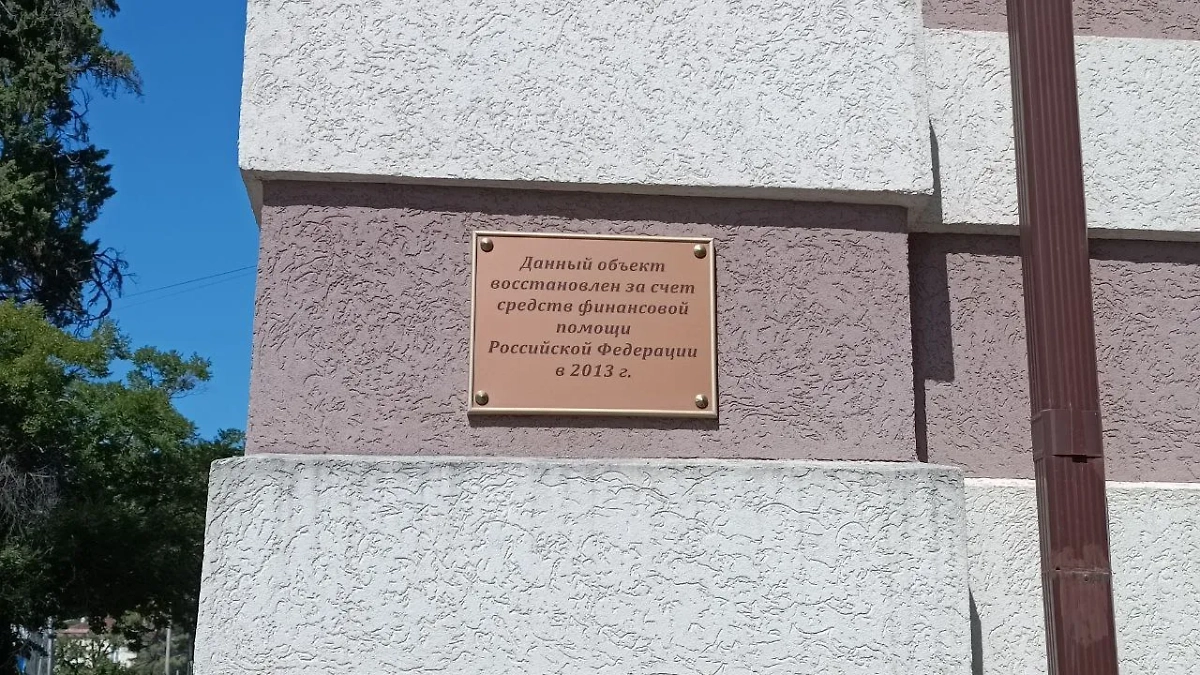 Данный объект
восстановлен за счет
средств финансовой
помощи
Российской Федерации
в 2013 г.